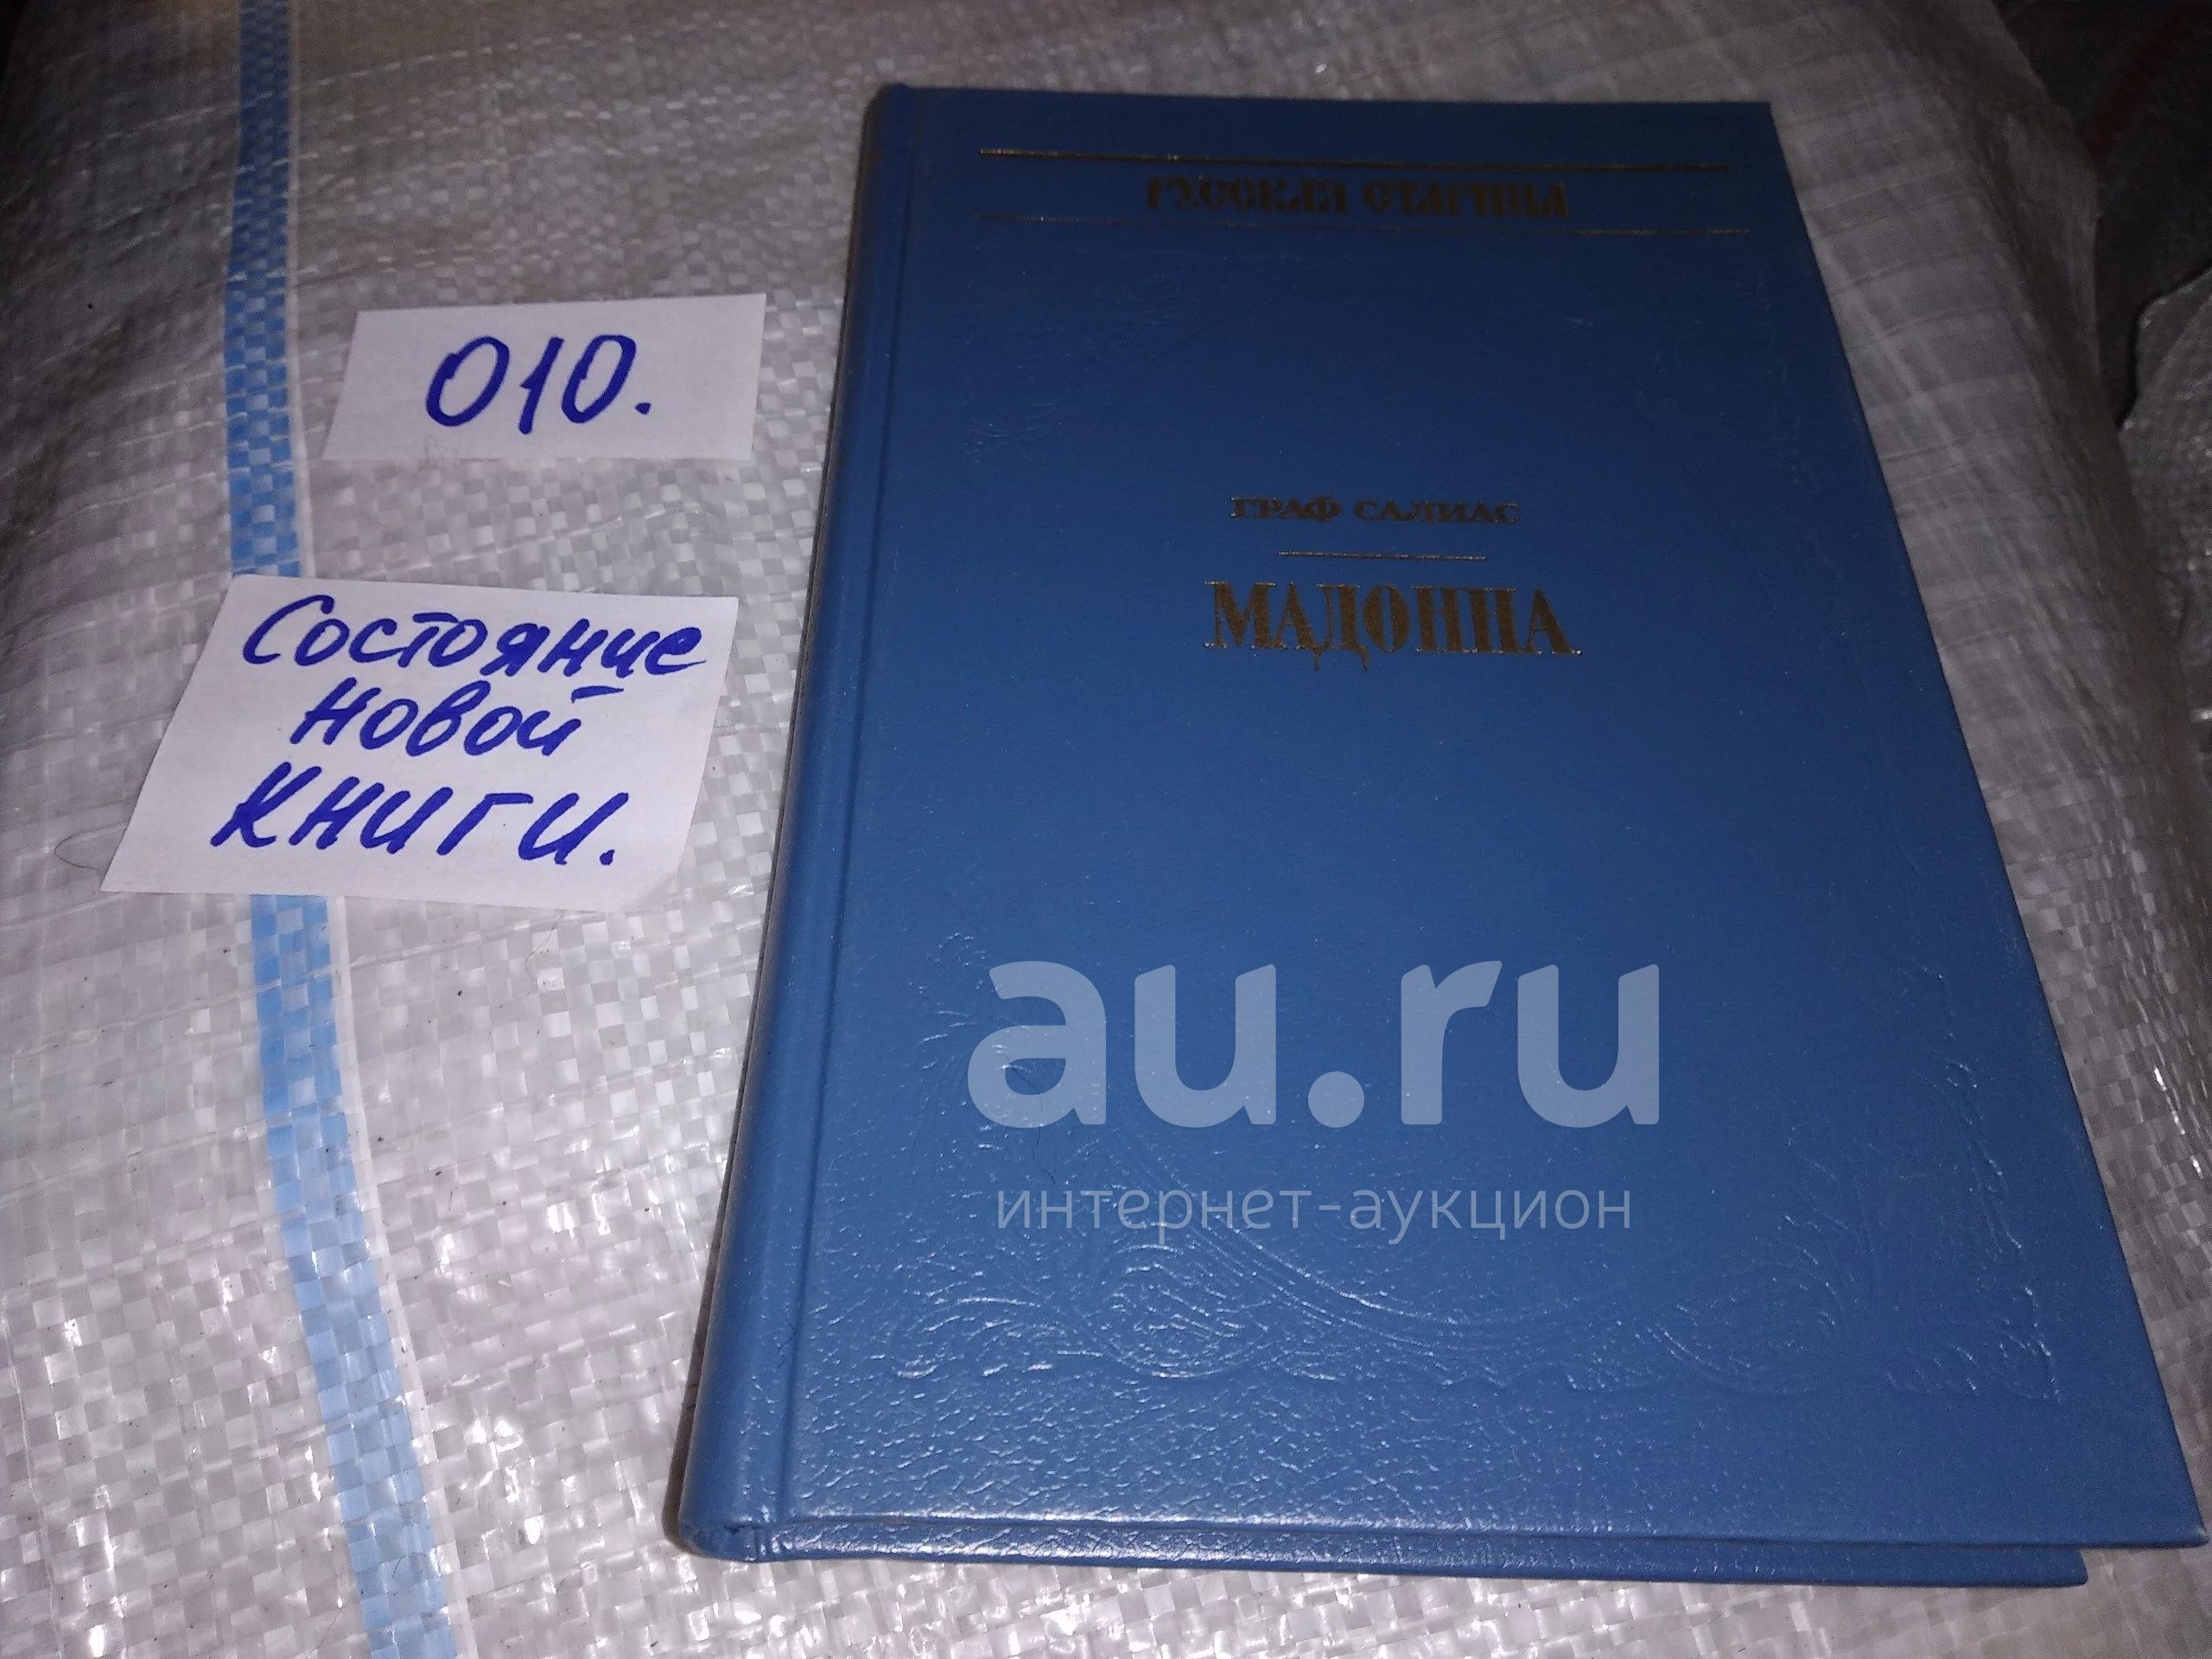 РУССКАЯ СТАРИНА
010.
ГРАФ САЛИАС
МАДОННА
Состояние
новой
книги.
au.ru
интернет-аукцион